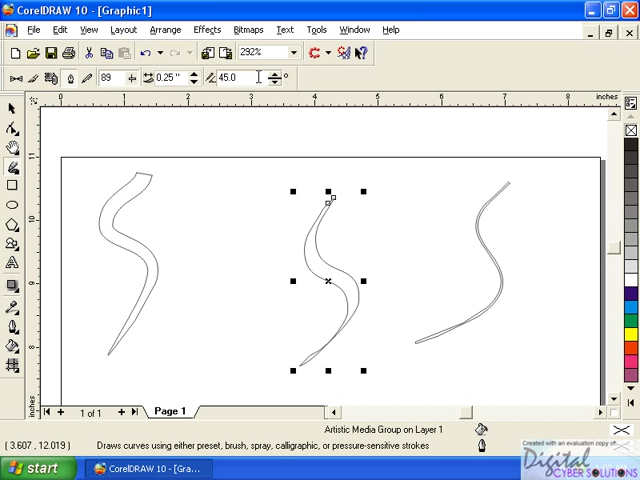 CorelDRAW 10 - [Graphic1]
File Edit View Layout Arrange Effects Bitmaps Text Tools Window Help
292%
89 0.25 " 45.0 °
0 1 2 3 4 5 6 7 8 inches
11
10
9
8
inches
1 of 1 Page 1
Artistic Media Group on Layer 1
( 3.607 , 12.019 ) Draws curves using either preset, brush, spray, calligraphic, or pressure-sensitive strokes
Created with an evaluation copy of
Digital
CYBER SOLUTIONS
start CorelDRAW 10 - [Gra...